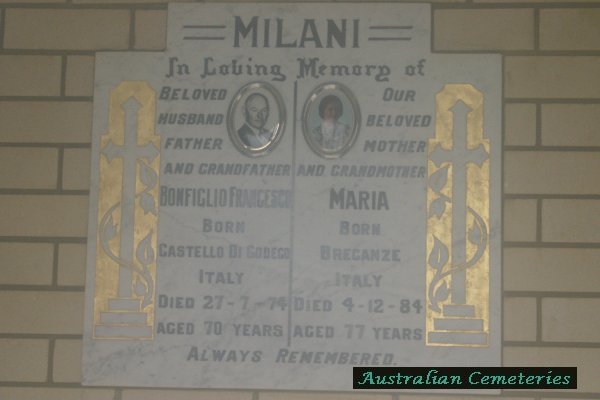 MILANI
In Loving Memory of
BELOVED
HUSBAND
FATHER
AND GRANDFATHER
BONFIGLIO FRANCESCO
BORN
CASTELLO DI GODEGO
ITALY
DIED 27-7-74
AGED 70 YEARS
OUR
BELOVED
MOTHER
AND GRANDMOTHER
MARIA
BORN
BREGANZE
ITALY
DIED 4-12-84
AGED 77 YEARS
ALWAYS REMEMBERED.
Australian Cemeteries